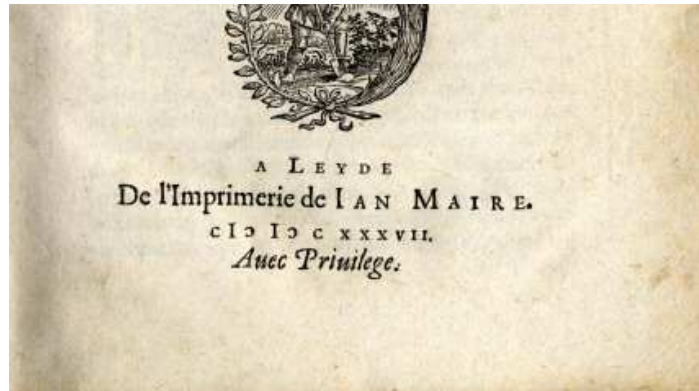 A LEYDE
De l'Imprimerie de IAN MAIRE.
cIↄ Iↄ c XXXVII.
Auec Priuilege.